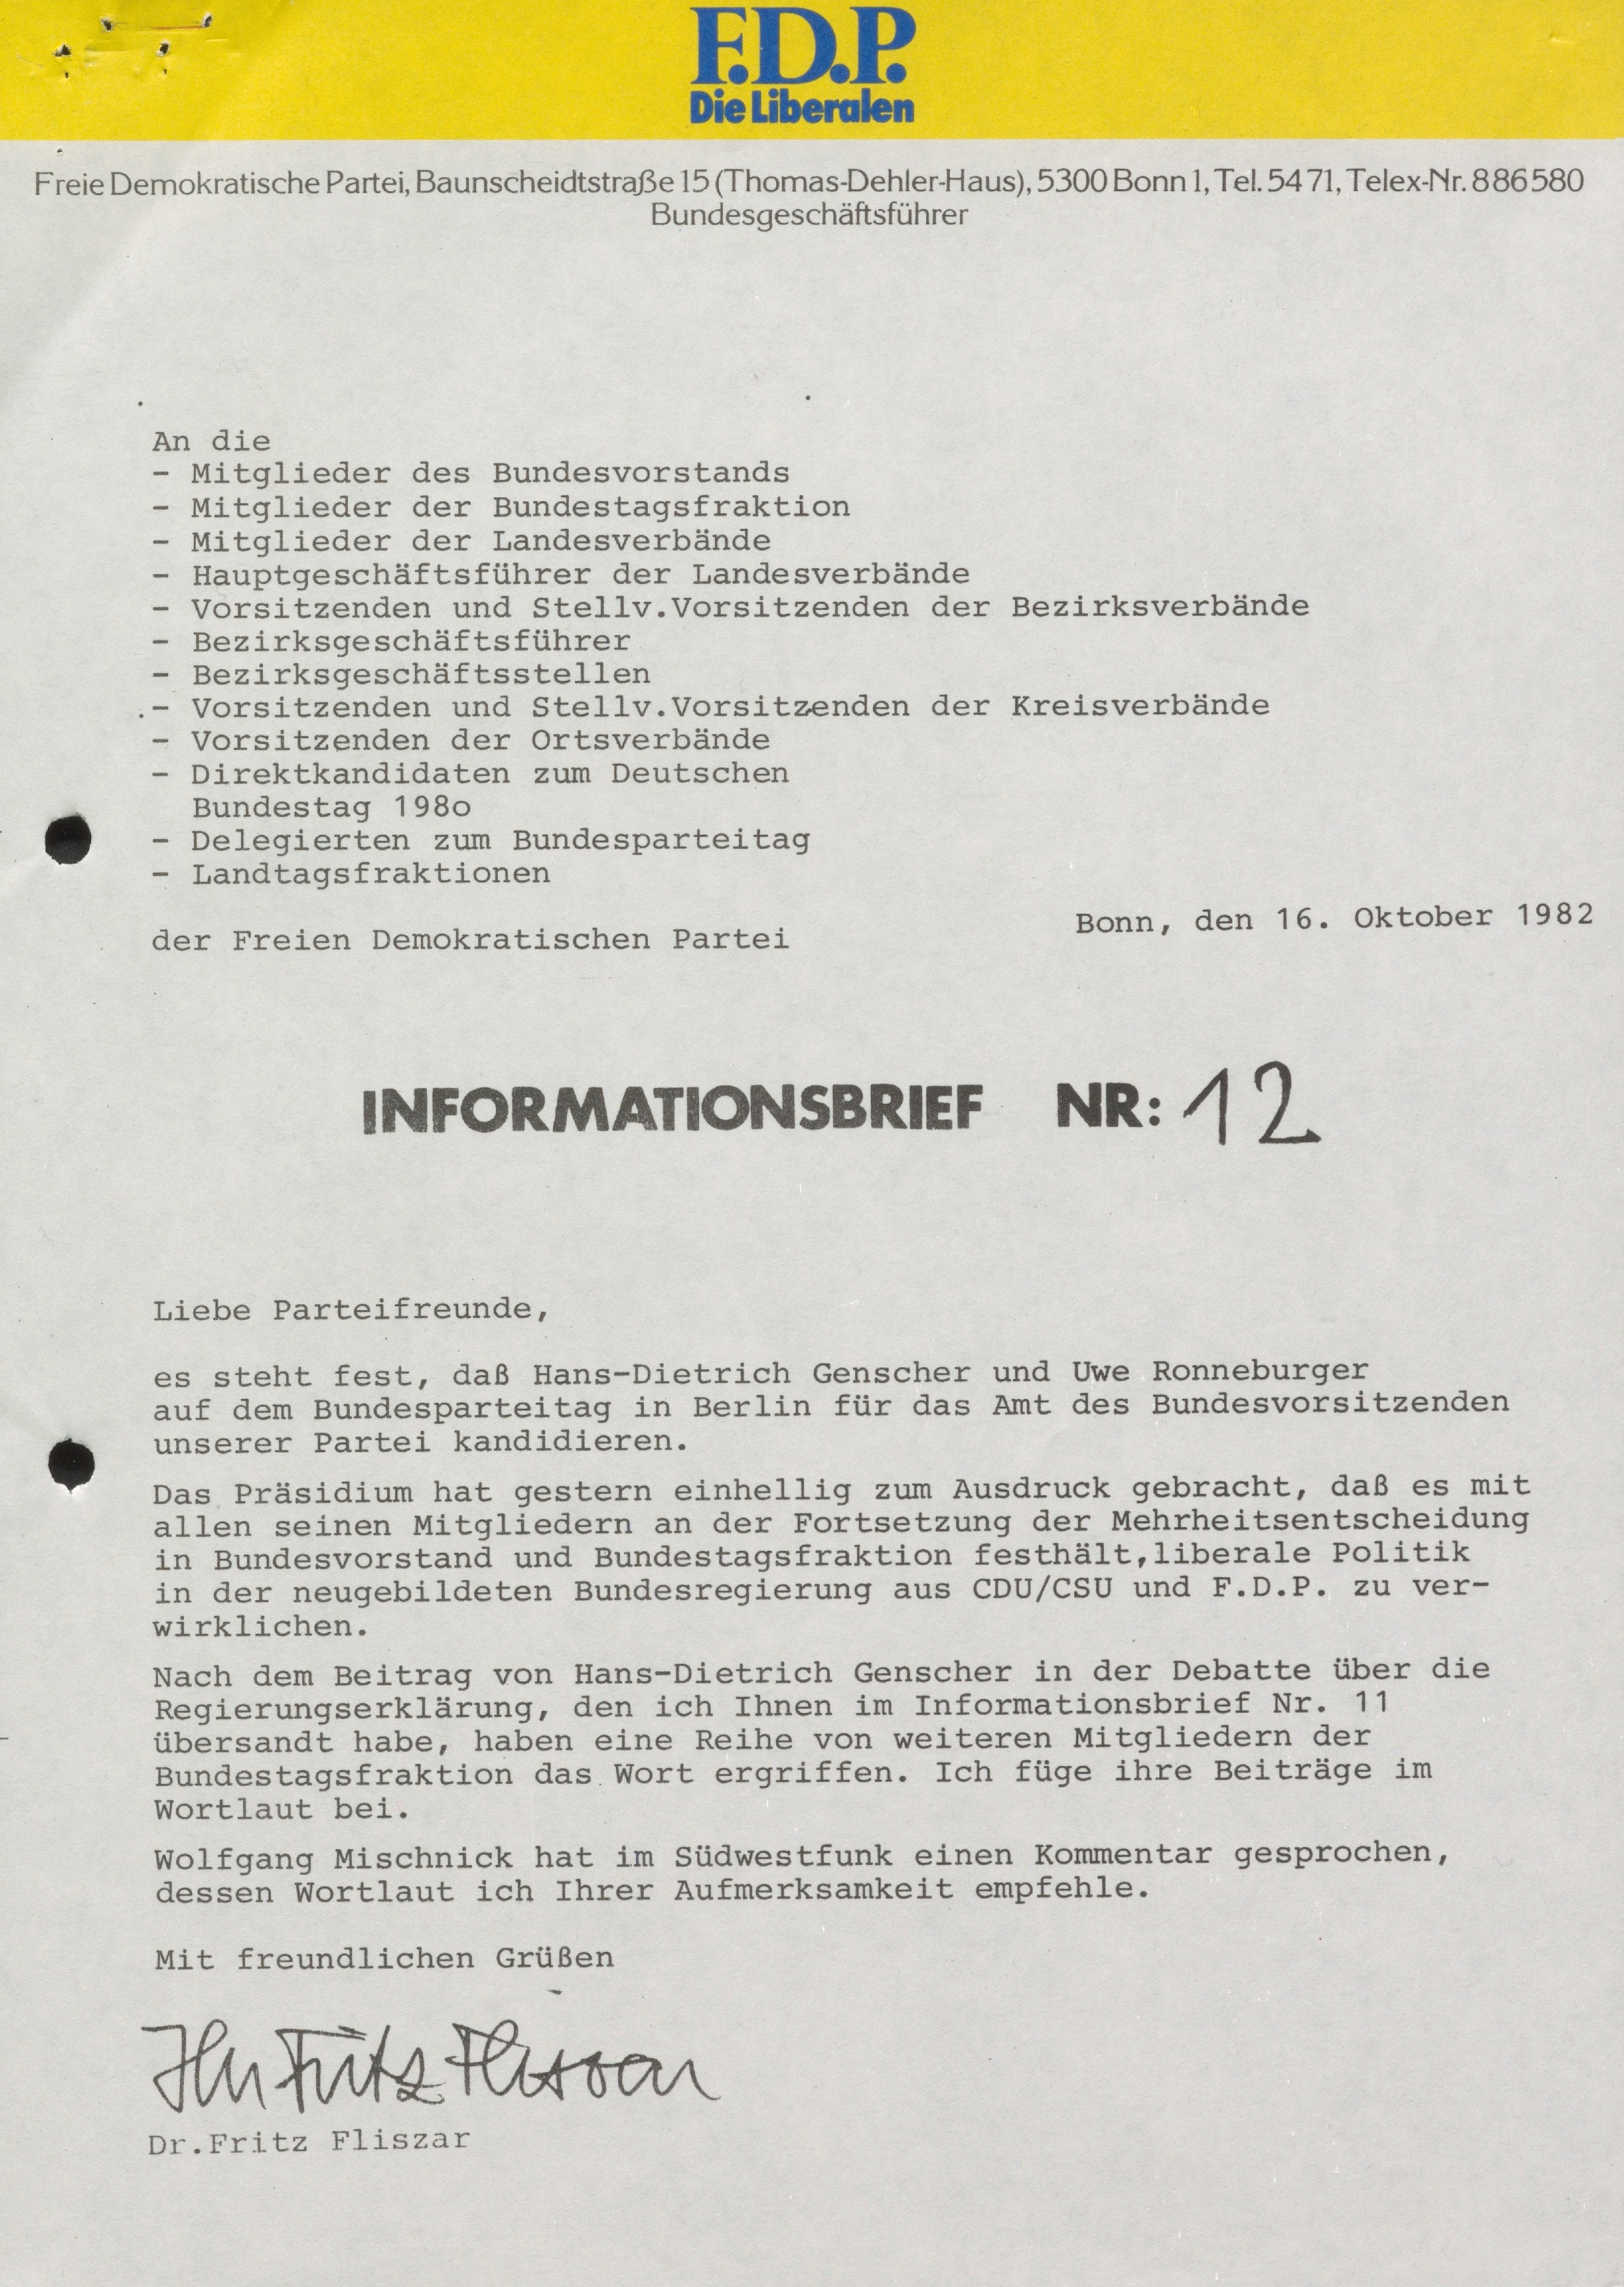 F.D.P.
Die Liberalen
Freie Demokratische Partei, Baunscheidtstraße 15 (Thomas-Dehler-Haus), 5300 Bonn 1, Tel. 54 71, Telex-Nr. 886580
Bundesgeschäftsführer
An die
- Mitglieder des Bundesvorstands
- Mitglieder der Bundestagsfraktion
- Mitglieder der Landesverbände
- Hauptgeschäftsführer der Landesverbände
- Vorsitzenden und Stellv.Vorsitzenden der Bezirksverbände
- Bezirksgeschäftsführer
- Bezirksgeschäftsstellen
- Vorsitzenden und Stellv.Vorsitzenden der Kreisverbände
- Vorsitzenden der Ortsverbände
- Direktkandidaten zum Deutschen
Bundestag 198o
- Delegierten zum Bundesparteitag
- Landtagsfraktionen
der Freien Demokratischen Partei
Bonn, den 16. Oktober 1982
INFORMATIONSBRIEF NR: 12
Liebe Parteifreunde,
es steht fest, daß Hans-Dietrich Genscher und Uwe Ronneburger
auf dem Bundesparteitag in Berlin für das Amt des Bundesvorsitzenden
unserer Partei kandidieren.
Das Präsidium hat gestern einhellig zum Ausdruck gebracht, daß es mit
allen seinen Mitgliedern an der Fortsetzung der Mehrheitsentscheidung
in Bundesvorstand und Bundestagsfraktion festhält,liberale Politik
in der neugebildeten Bundesregierung aus CDU/CSU und F.D.P. zu ver-
wirklichen.
Nach dem Beitrag von Hans-Dietrich Genscher in der Debatte über die
Regierungserklärung, den ich Ihnen im Informationsbrief Nr. 11
übersandt habe, haben eine Reihe von weiteren Mitgliedern der
Bundestagsfraktion das Wort ergriffen. Ich füge ihre Beiträge im
Wortlaut bei.
Wolfgang Mischnick hat im Südwestfunk einen Kommentar gesprochen,
dessen Wortlaut ich Ihrer Aufmerksamkeit empfehle.
Mit freundlichen Grüßen
Ihr Fritz Fliszar
Dr.Fritz Fliszar